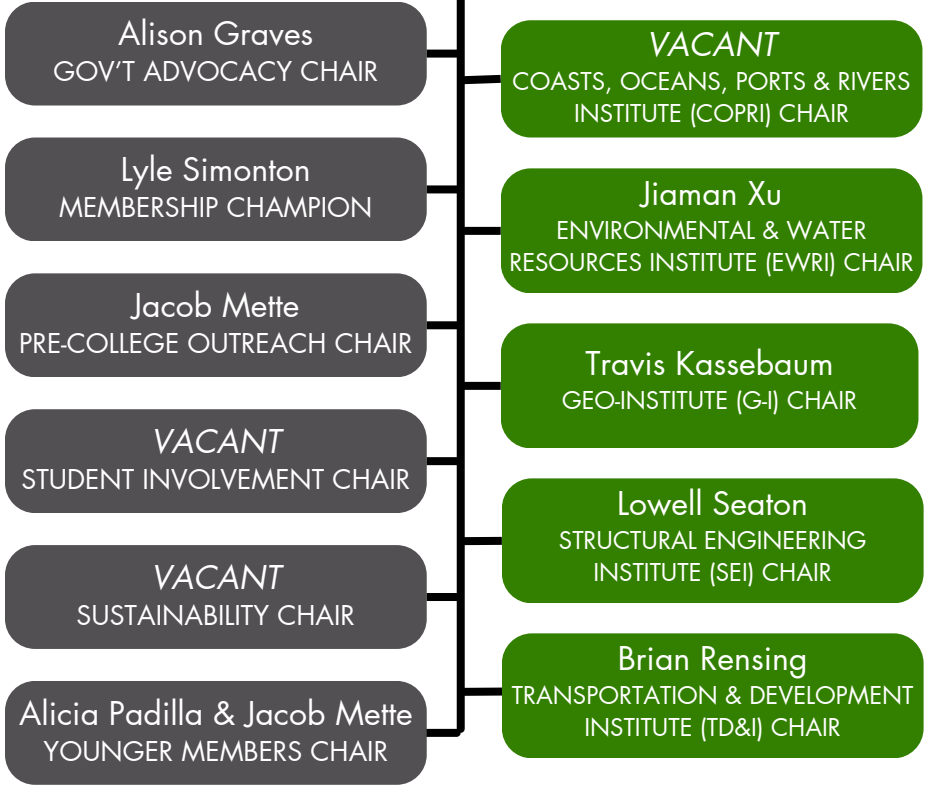 Alison Graves
GOV'T ADVOCACY CHAIR
Lyle Simonton
MEMBERSHIP CHAMPION
Jacob Mette
PRE-COLLEGE OUTREACH CHAIR
VACANT
STUDENT INVOLVEMENT CHAIR
VACANT
SUSTAINABILITY CHAIR
Alicia Padilla & Jacob Mette
YOUNGER MEMBERS CHAIR
VACANT
COASTS, OCEANS, PORTS & RIVERS
INSTITUTE (COPRI) CHAIR
Jiaman Xu
ENVIRONMENTAL & WATER
RESOURCES INSTITUTE (EWRI) CHAIR
Travis Kassebaum
GEO-INSTITUTE (G-I) CHAIR
Lowell Seaton
STRUCTURAL ENGINEERING
INSTITUTE (SEI) CHAIR
Brian Rensing
TRANSPORTATION & DEVELOPMENT
INSTITUTE (TD&I) CHAIR